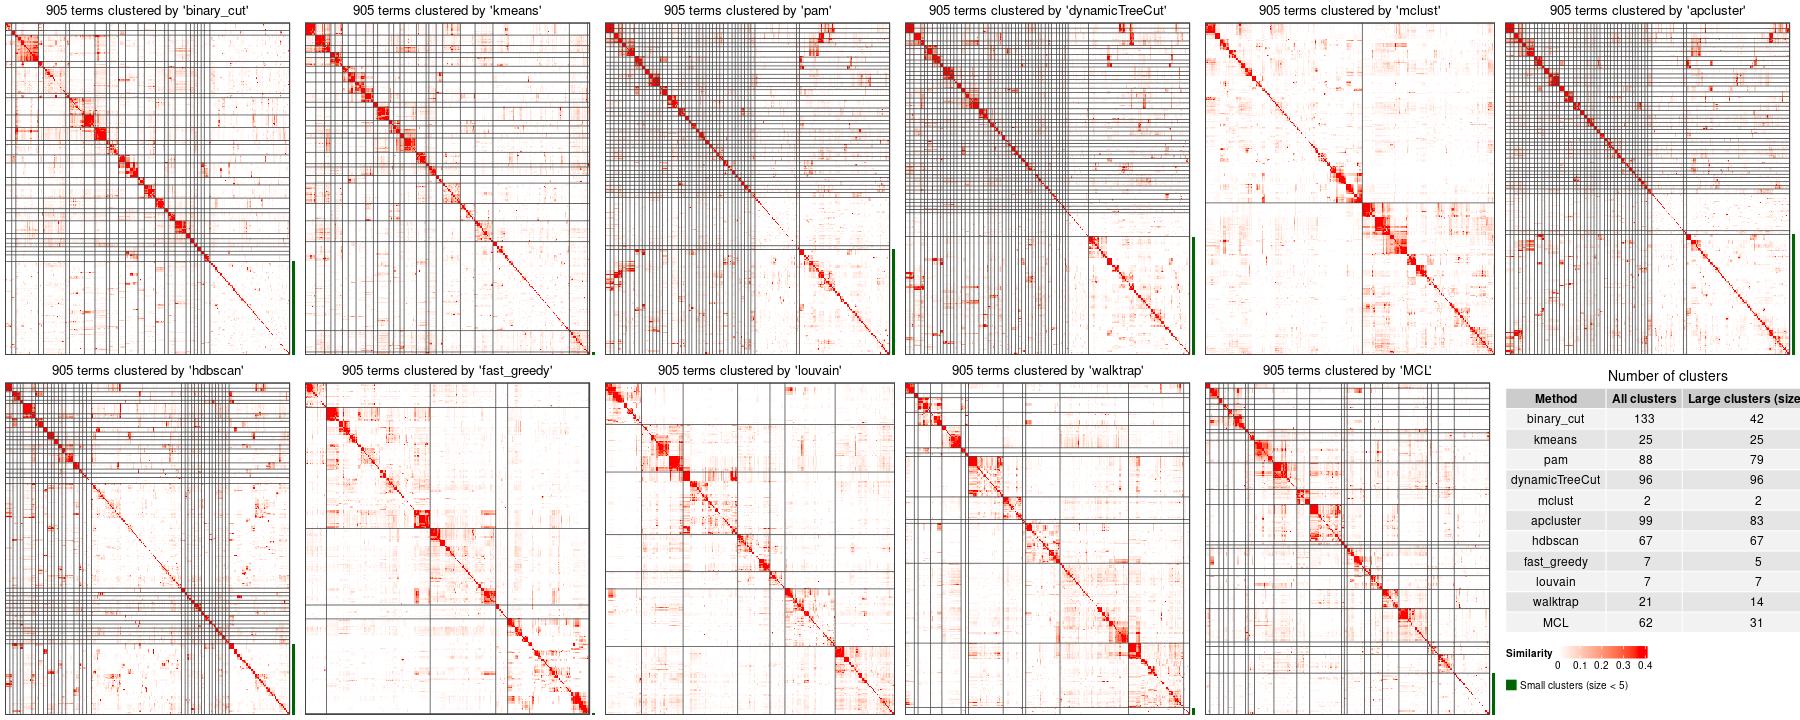 905 terms clustered by 'binary_cut'
905 terms clustered by 'kmeans'
905 terms clustered by 'pam'
905 terms clustered by 'dynamicTreeCut'
905 terms clustered by 'mclust'
905 terms clustered by 'apcluster'
905 terms clustered by 'hdbscan'
905 terms clustered by 'fast_greedy'
905 terms clustered by 'louvain'
905 terms clustered by 'walktrap'
905 terms clustered by 'MCL'
Number of clusters
Method All clusters Large clusters (size
binary_cut 133 42
kmeans 25 25
pam 88 79
dynamicTreeCut 96 96
mclust 2 2
apcluster 99 83
hdbscan 67 67
fast_greedy 7 5
louvain 7 7
walktrap 21 14
MCL 62 31
Similarity
0 0.1 0.2 0.3 0.4
Small clusters (size < 5)